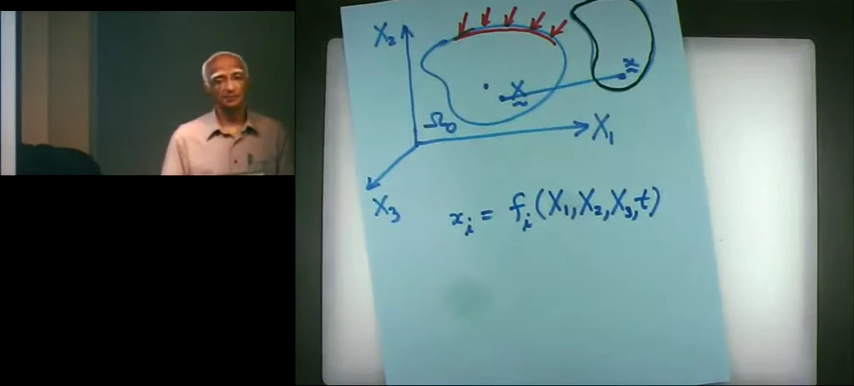 X₂
X
x
Ω₀
X₁
X₃
xᵢ = fᵢ(X₁,X₂,X₃,t)